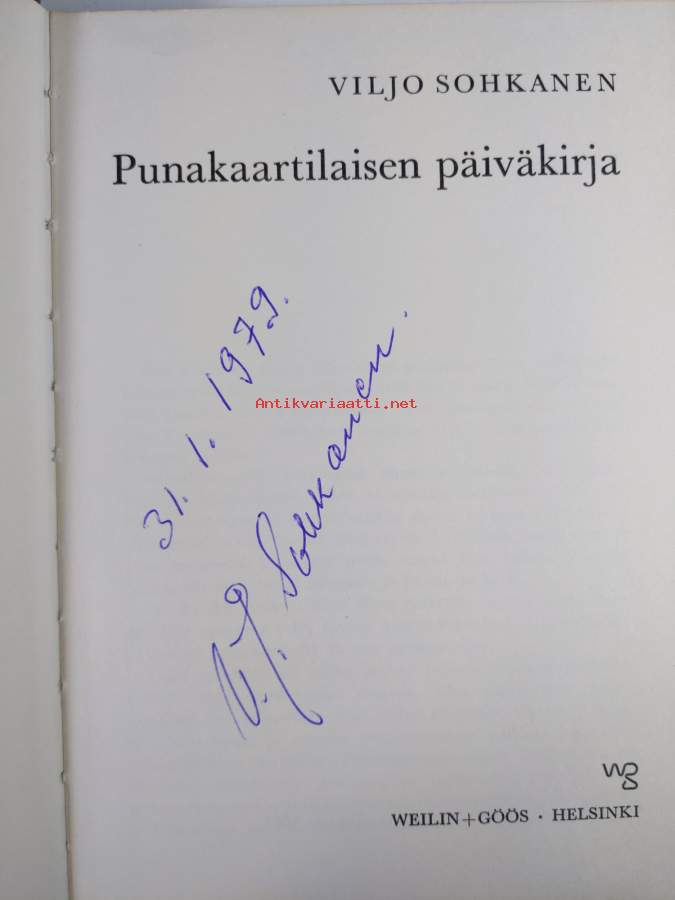 VILJO SOHKANEN
Punakaartilaisen päiväkirja
31. 1. 1979.
Antikvariaatti.net
V. J. Sohkanen.
WG
WEILIN+GÖÖS · HELSINKI